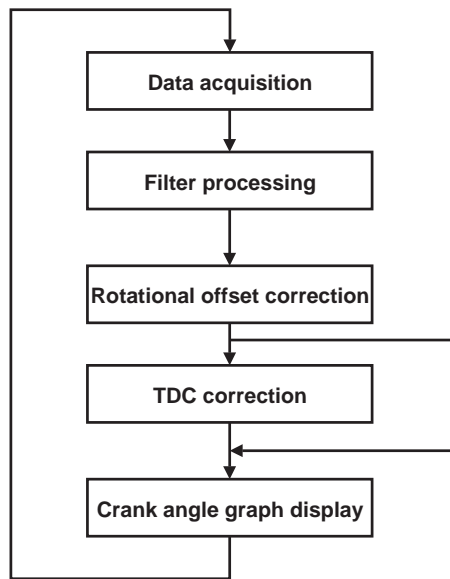 Data acquisition
Filter processing
Rotational offset correction
TDC correction
Crank angle graph display